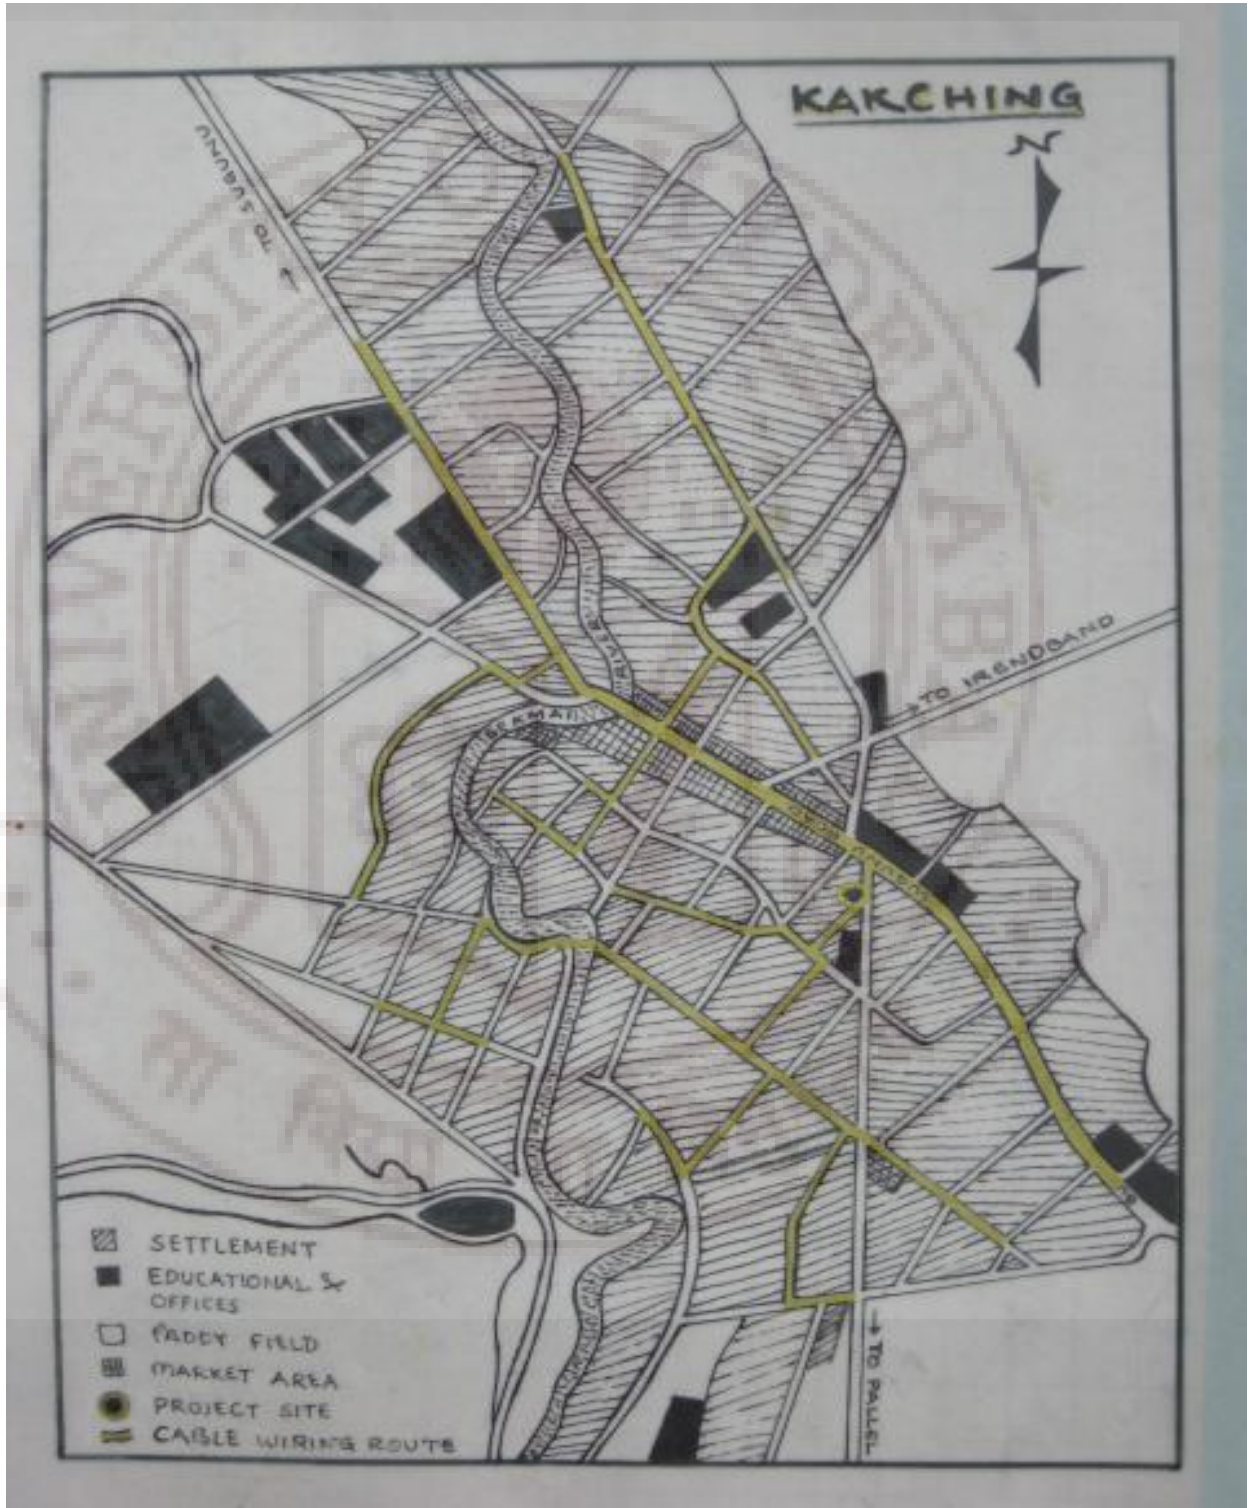 KAKCHING
N
TO SUGUNU
→ TO IRENGBAND
RIVER
SEKMAI
→ TO PALLEL
SETTLEMENT
EDUCATIONAL &
OFFICES
PADDY FIELD
MARKET AREA
PROJECT SITE
CABLE WIRING ROUTE